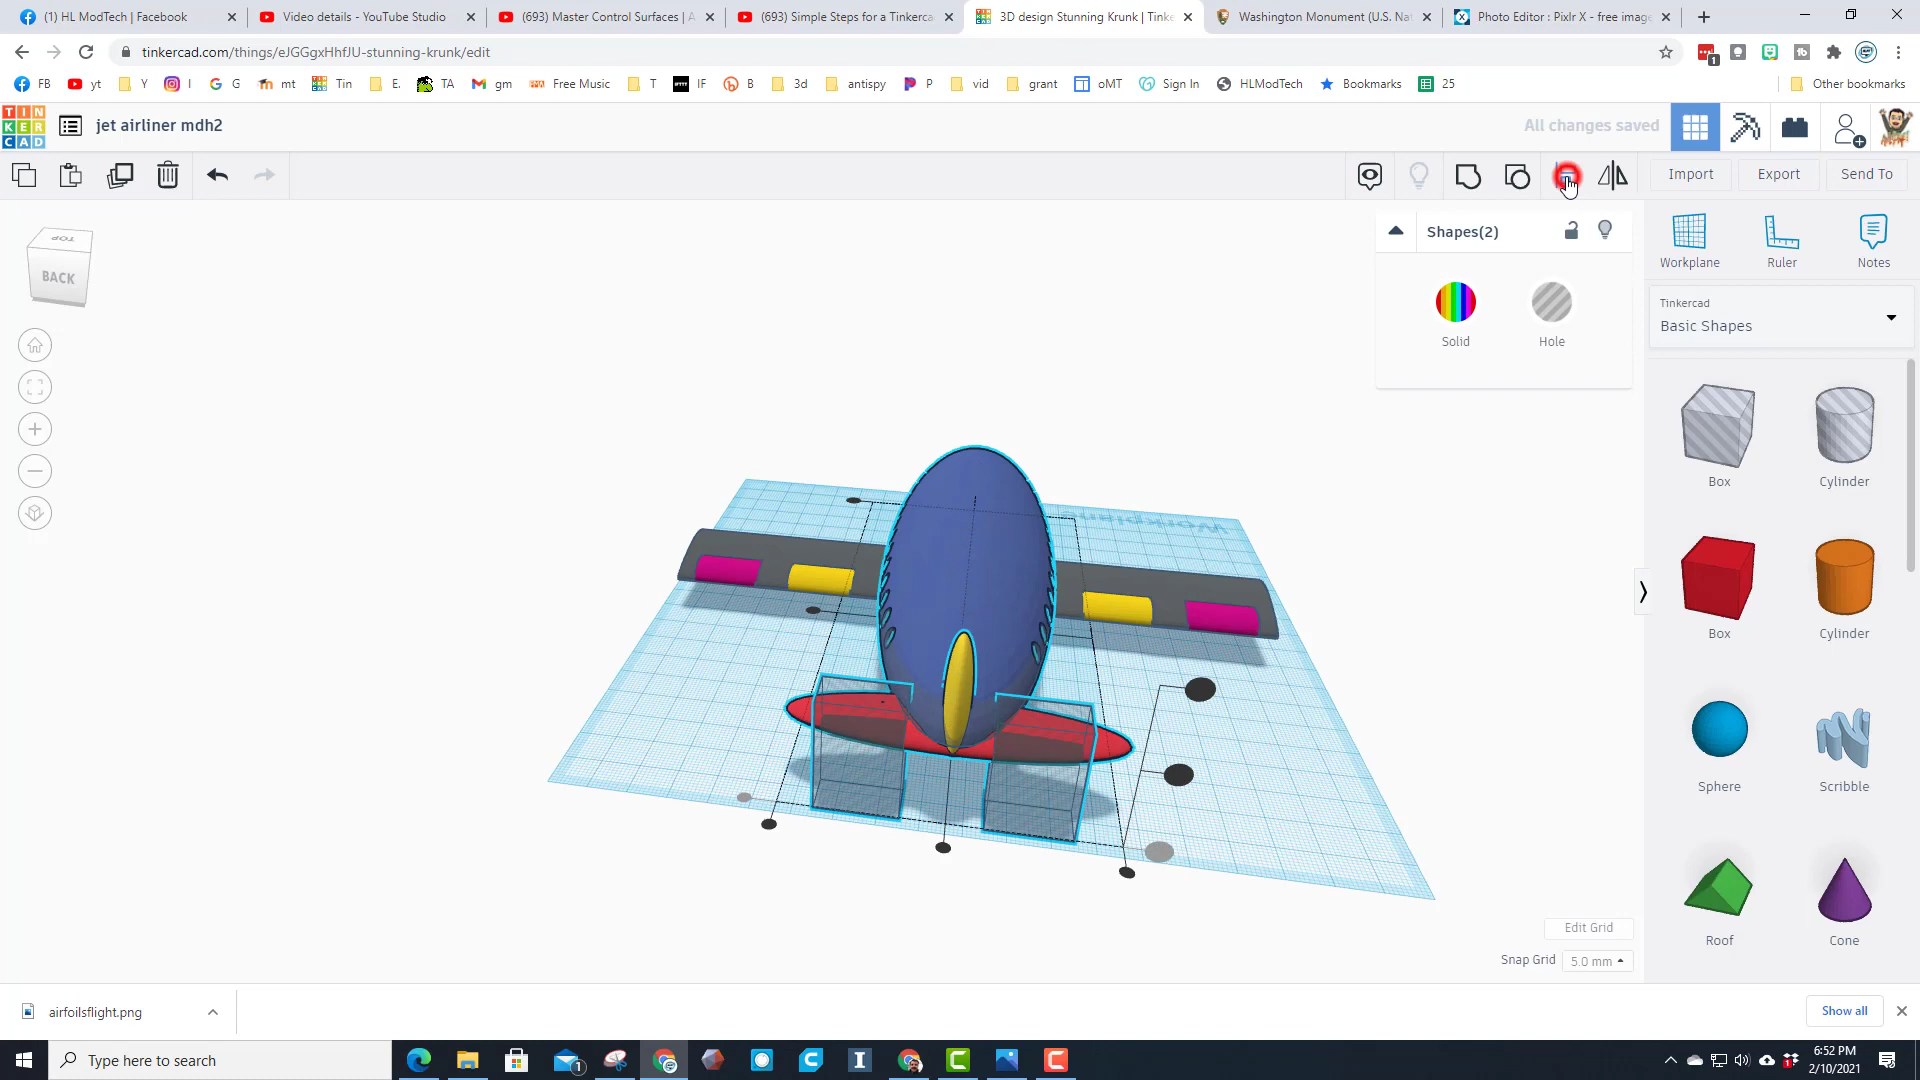 (1) HL ModTech | Facebook
Video details - YouTube Studio
(693) Master Control Surfaces | A
(693) Simple Steps for a Tinkerca
3D design Stunning Krunk | Tinke
Washington Monument (U.S. Nat
Photo Editor : Pixlr X - free image
tinkercad.com/things/eJGGgxHhfJU-stunning-krunk/edit
1
FB
yt
Y
I
G
mt
Tin
E.
TA
gm
Free Music
T
IF
B
3d
antispy
P
vid
grant
oMT
Sign In
HLModTech
Bookmarks
25
Other bookmarks
TIN
KER
CAD
jet airliner mdh2
All changes saved
Import
Export
Send To
TOP
BACK
Shapes(2)
Solid
Hole
Workplane
Ruler
Notes
Tinkercad
Basic Shapes
Box
Cylinder
Box
Cylinder
Sphere
Scribble
Roof
Cone
Workplane
Edit Grid
Snap Grid
5.0 mm
airfoilsflight.png
Show all
Type here to search
1
6:52 PM
2/10/2021